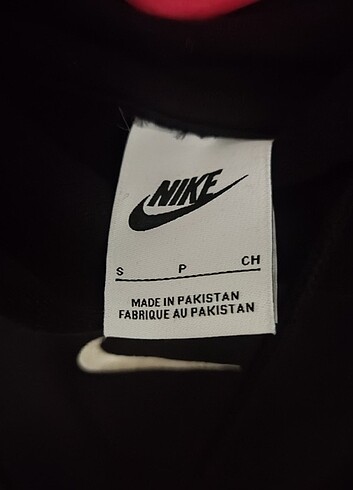 NIKE
S P CH
MADE IN PAKISTAN
FABRIQUE AU PAKISTAN